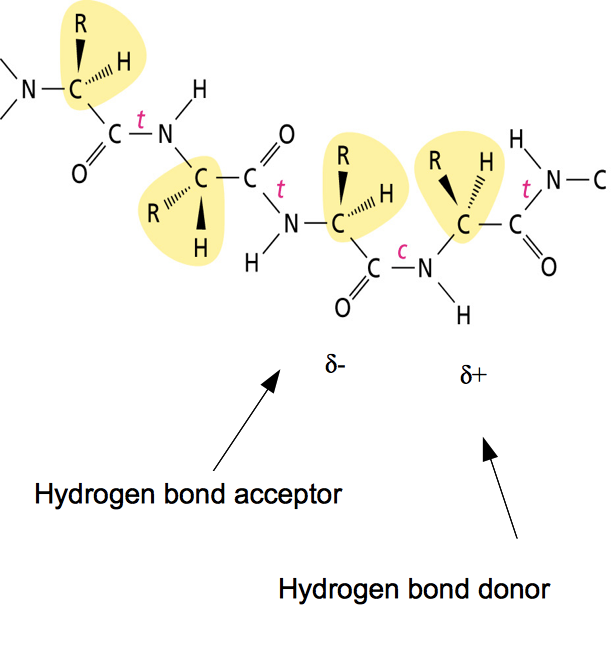 R
H
N C H
C t N
O O
R H R H H
C C t N C
R t
N C H C C
H H c
C N O
O H
δ- δ+
Hydrogen bond acceptor
Hydrogen bond donor